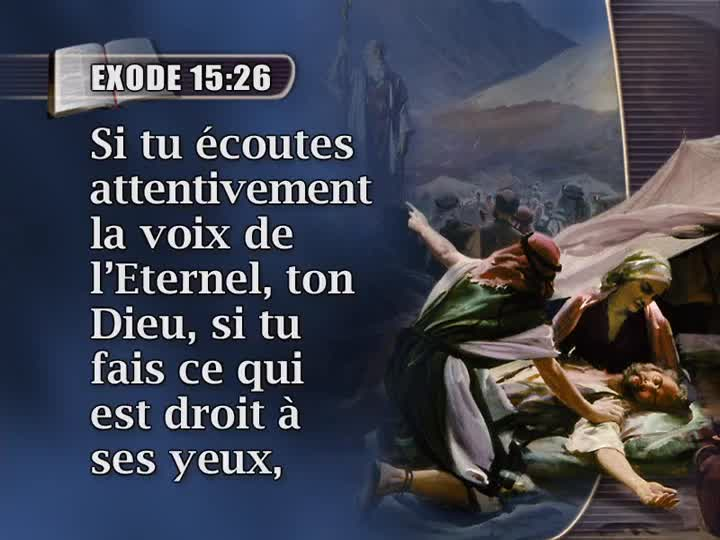 EXODE 15:26
Si tu écoutes
attentivement
la voix de
l’Eternel, ton
Dieu, si tu
fais ce qui
est droit à
ses yeux,